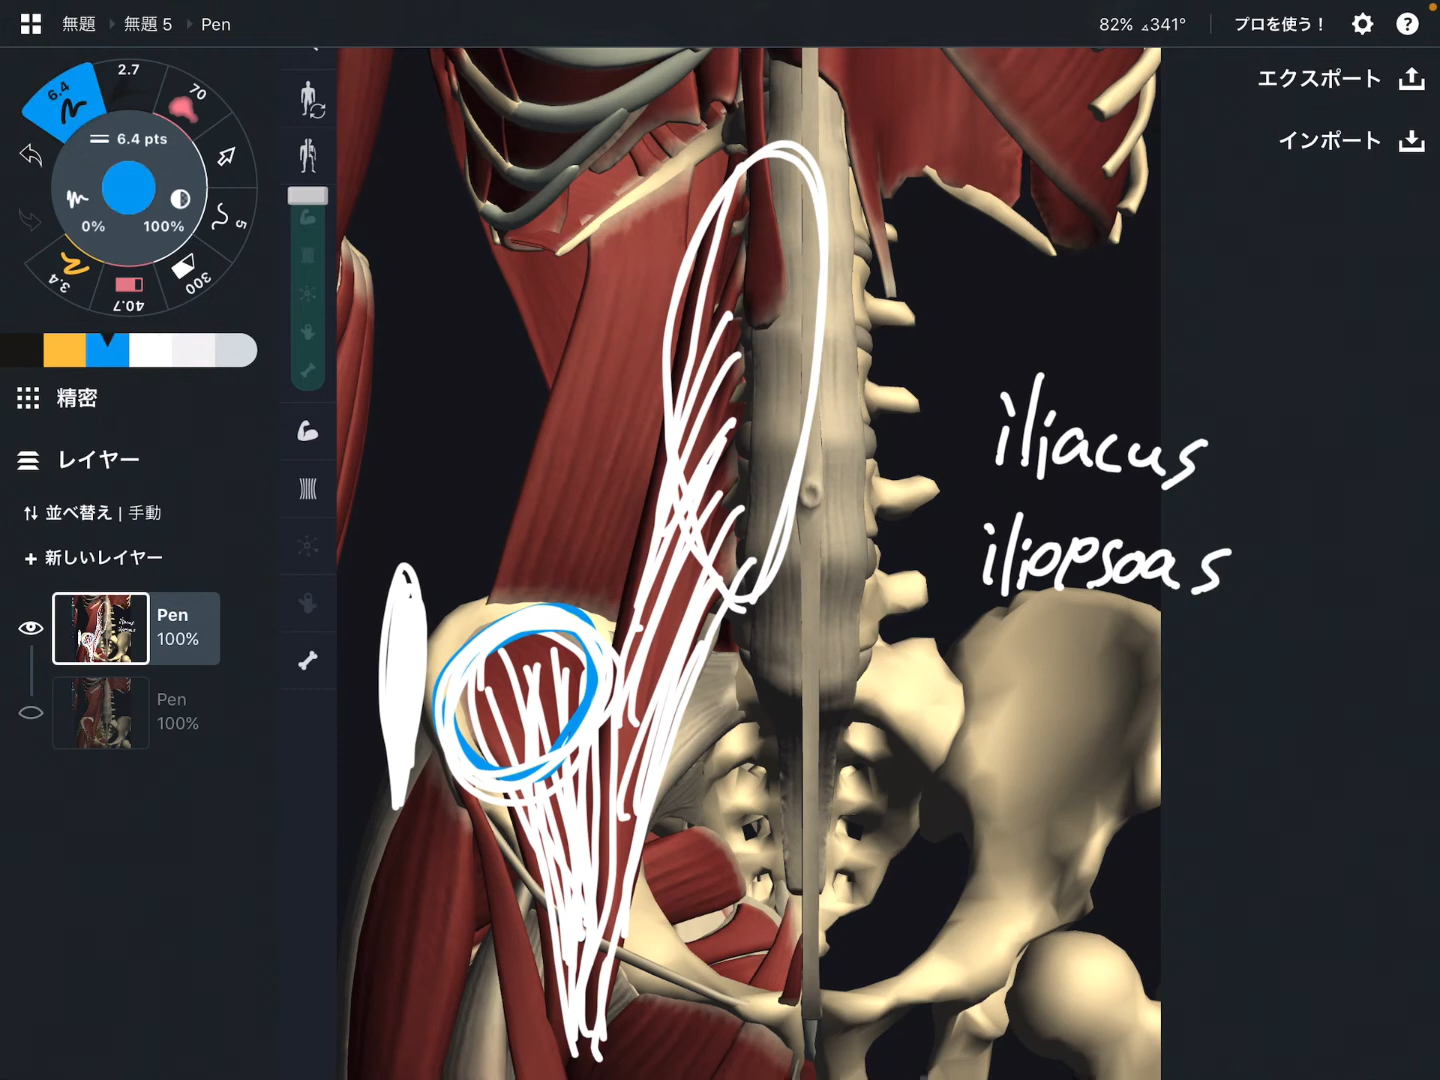 無題 無題 5 Pen 82% ⊿341° プロを使う！
エクスポート
インポート
2.7
6.4
70
6.4 pts
0% 100%
5
3.4
40.7
300
精密
レイヤー
並べ替え | 手動
+ 新しいレイヤー
Pen
100%
Pen
100%
iliacus
iliopsoas